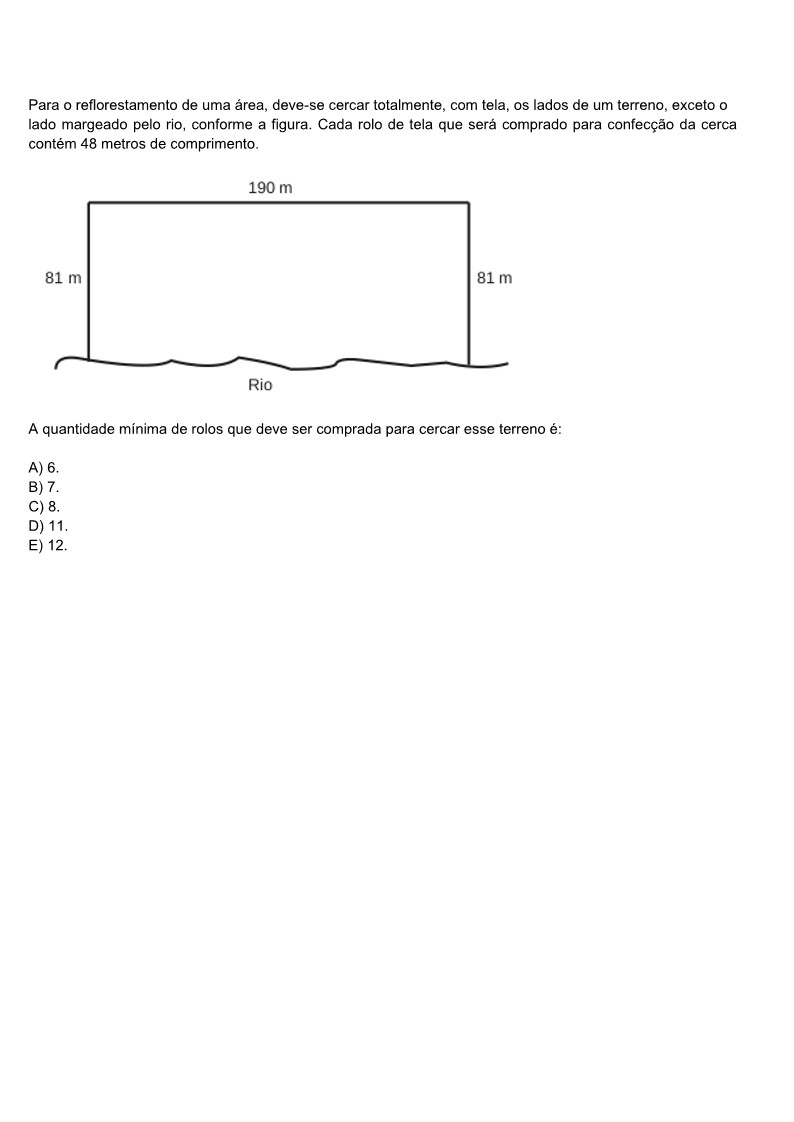 Para o reflorestamento de uma área, deve-se cercar totalmente, com tela, os lados de um terreno, exceto o
lado margeado pelo rio, conforme a figura. Cada rolo de tela que será comprado para confecção da cerca
contém 48 metros de comprimento.
190 m
81 m
81 m
Rio
A quantidade mínima de rolos que deve ser comprada para cercar esse terreno é:
A) 6.
B) 7.
C) 8.
D) 11.
E) 12.